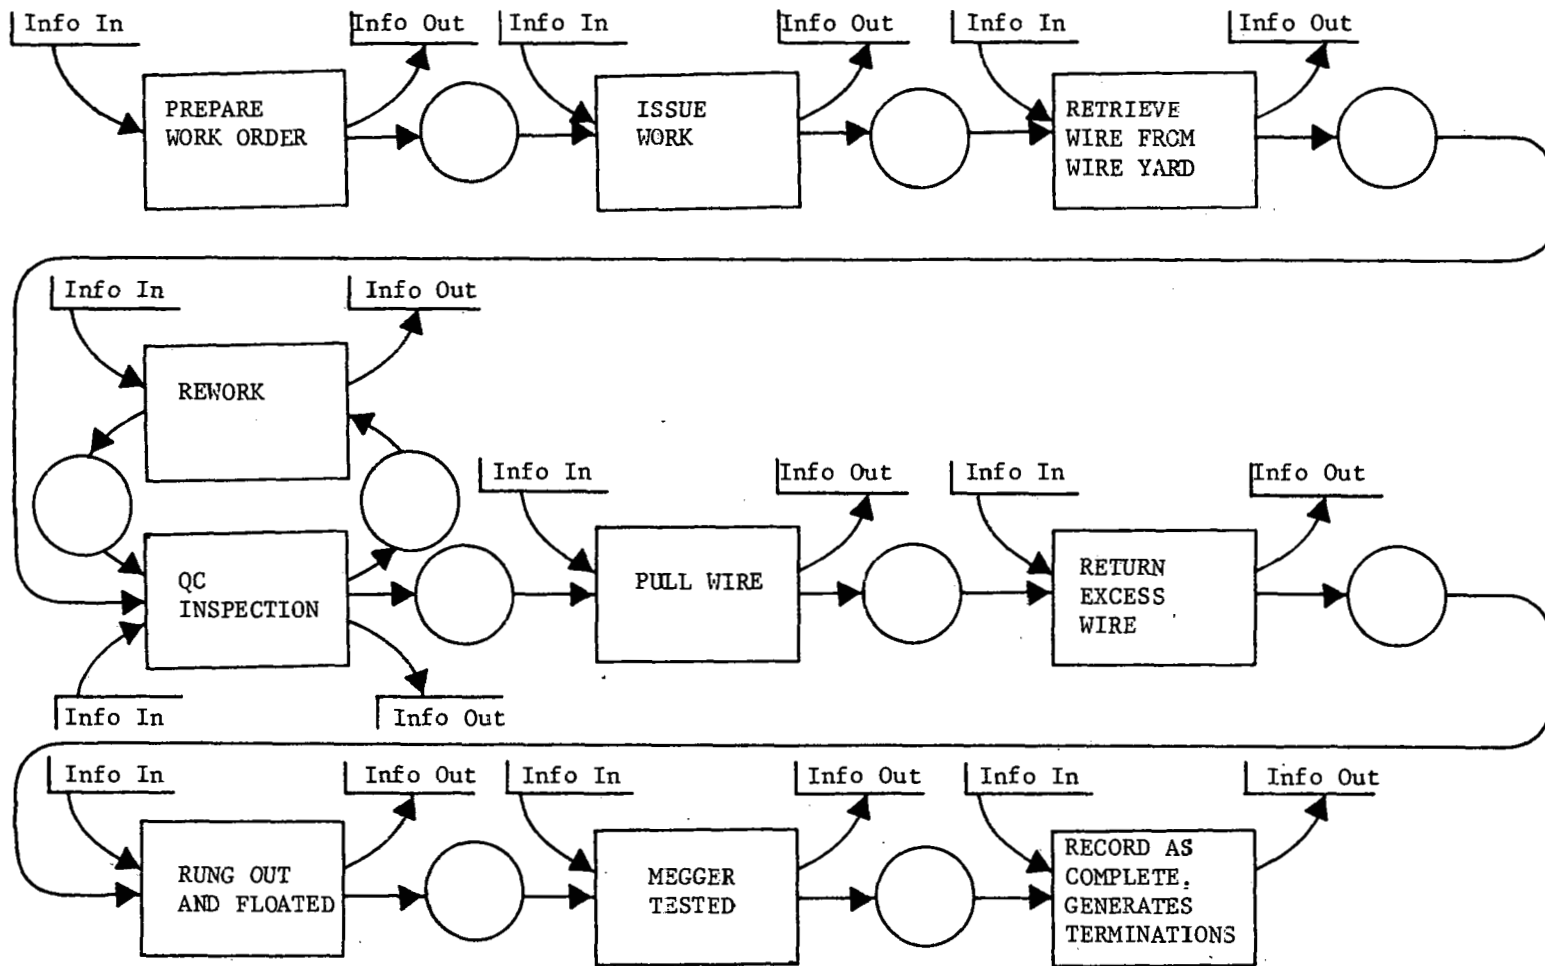 Info In
Info Out
Info In
Info Out
Info In
Info Out
PREPARE
WORK ORDER
ISSUE
WORK
RETRIEVE
WIRE FROM
WIRE YARD
Info In
Info Out
REWORK
Info In
Info Out
Info In
Info Out
QC
INSPECTION
PULL WIRE
RETURN
EXCESS
WIRE
Info In
Info Out
Info In
Info Out
Info In
Info Out
Info In
Info Out
RUNG OUT
AND FLOATED
MEGGER
TESTED
RECORD AS
COMPLETE.
GENERATES
TERMINATIONS